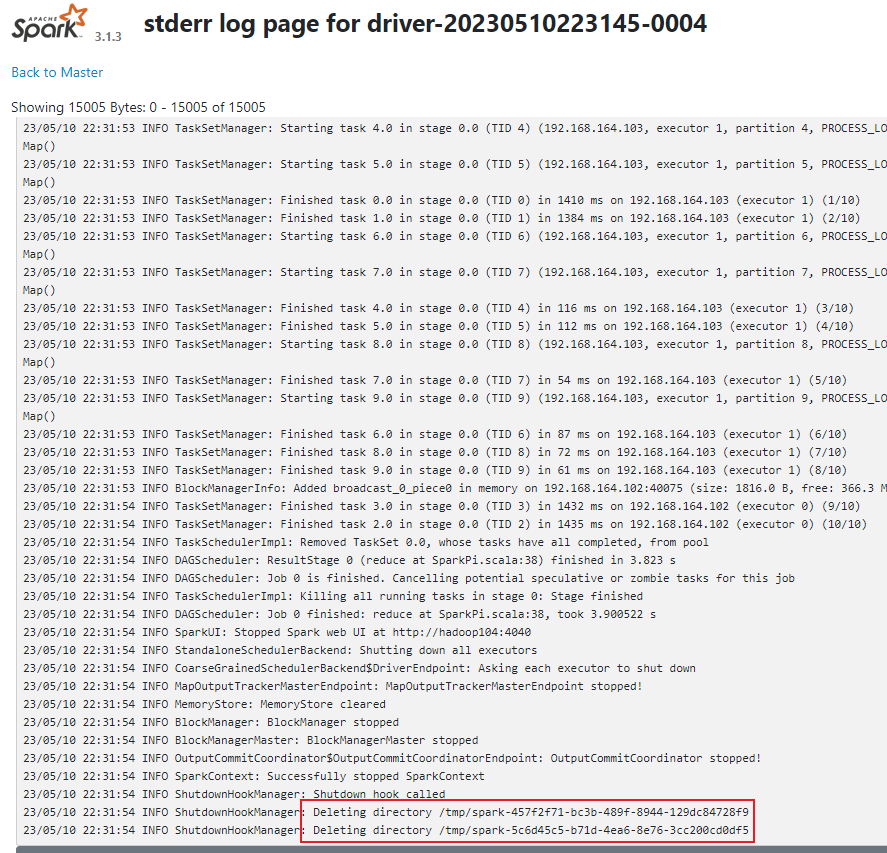 APACHE
Spark 3.1.3 stderr log page for driver-20230510223145-0004
Back to Master
Showing 15005 Bytes: 0 - 15005 of 15005
23/05/10 22:31:53 INFO TaskSetManager: Starting task 4.0 in stage 0.0 (TID 4) (192.168.164.103, executor 1, partition 4, PROCESS_LO
Map()
23/05/10 22:31:53 INFO TaskSetManager: Starting task 5.0 in stage 0.0 (TID 5) (192.168.164.103, executor 1, partition 5, PROCESS_LO
Map()
23/05/10 22:31:53 INFO TaskSetManager: Finished task 0.0 in stage 0.0 (TID 0) in 1410 ms on 192.168.164.103 (executor 1) (1/10)
23/05/10 22:31:53 INFO TaskSetManager: Finished task 1.0 in stage 0.0 (TID 1) in 1384 ms on 192.168.164.103 (executor 1) (2/10)
23/05/10 22:31:53 INFO TaskSetManager: Starting task 6.0 in stage 0.0 (TID 6) (192.168.164.103, executor 1, partition 6, PROCESS_LO
Map()
23/05/10 22:31:53 INFO TaskSetManager: Starting task 7.0 in stage 0.0 (TID 7) (192.168.164.103, executor 1, partition 7, PROCESS_LO
Map()
23/05/10 22:31:53 INFO TaskSetManager: Finished task 4.0 in stage 0.0 (TID 4) in 116 ms on 192.168.164.103 (executor 1) (3/10)
23/05/10 22:31:53 INFO TaskSetManager: Finished task 5.0 in stage 0.0 (TID 5) in 112 ms on 192.168.164.103 (executor 1) (4/10)
23/05/10 22:31:53 INFO TaskSetManager: Starting task 8.0 in stage 0.0 (TID 8) (192.168.164.103, executor 1, partition 8, PROCESS_LO
Map()
23/05/10 22:31:53 INFO TaskSetManager: Finished task 7.0 in stage 0.0 (TID 7) in 54 ms on 192.168.164.103 (executor 1) (5/10)
23/05/10 22:31:53 INFO TaskSetManager: Starting task 9.0 in stage 0.0 (TID 9) (192.168.164.103, executor 1, partition 9, PROCESS_LO
Map()
23/05/10 22:31:53 INFO TaskSetManager: Finished task 6.0 in stage 0.0 (TID 6) in 87 ms on 192.168.164.103 (executor 1) (6/10)
23/05/10 22:31:53 INFO TaskSetManager: Finished task 8.0 in stage 0.0 (TID 8) in 72 ms on 192.168.164.103 (executor 1) (7/10)
23/05/10 22:31:53 INFO TaskSetManager: Finished task 9.0 in stage 0.0 (TID 9) in 61 ms on 192.168.164.103 (executor 1) (8/10)
23/05/10 22:31:53 INFO BlockManagerInfo: Added broadcast_0_piece0 in memory on 192.168.164.102:40075 (size: 1816.0 B, free: 366.3 M
23/05/10 22:31:54 INFO TaskSetManager: Finished task 3.0 in stage 0.0 (TID 3) in 1432 ms on 192.168.164.102 (executor 0) (9/10)
23/05/10 22:31:54 INFO TaskSetManager: Finished task 2.0 in stage 0.0 (TID 2) in 1435 ms on 192.168.164.102 (executor 0) (10/10)
23/05/10 22:31:54 INFO TaskSchedulerImpl: Removed TaskSet 0.0, whose tasks have all completed, from pool
23/05/10 22:31:54 INFO DAGScheduler: ResultStage 0 (reduce at SparkPi.scala:38) finished in 3.823 s
23/05/10 22:31:54 INFO DAGScheduler: Job 0 is finished. Cancelling potential speculative or zombie tasks for this job
23/05/10 22:31:54 INFO TaskSchedulerImpl: Killing all running tasks in stage 0: Stage finished
23/05/10 22:31:54 INFO DAGScheduler: Job 0 finished: reduce at SparkPi.scala:38, took 3.900522 s
23/05/10 22:31:54 INFO SparkUI: Stopped Spark web UI at http://hadoop104:4040
23/05/10 22:31:54 INFO StandaloneSchedulerBackend: Shutting down all executors
23/05/10 22:31:54 INFO CoarseGrainedSchedulerBackend$DriverEndpoint: Asking each executor to shut down
23/05/10 22:31:54 INFO MapOutputTrackerMasterEndpoint: MapOutputTrackerMasterEndpoint stopped!
23/05/10 22:31:54 INFO MemoryStore: MemoryStore cleared
23/05/10 22:31:54 INFO BlockManager: BlockManager stopped
23/05/10 22:31:54 INFO BlockManagerMaster: BlockManagerMaster stopped
23/05/10 22:31:54 INFO OutputCommitCoordinator$OutputCommitCoordinatorEndpoint: OutputCommitCoordinator stopped!
23/05/10 22:31:54 INFO SparkContext: Successfully stopped SparkContext
23/05/10 22:31:54 INFO ShutdownHookManager: Shutdown hook called
23/05/10 22:31:54 INFO ShutdownHookManager: Deleting directory /tmp/spark-457f2f71-bc3b-489f-8944-129dc84728f9
23/05/10 22:31:54 INFO ShutdownHookManager: Deleting directory /tmp/spark-5c6d45c5-b71d-4ea6-8e76-3cc200cd0df5